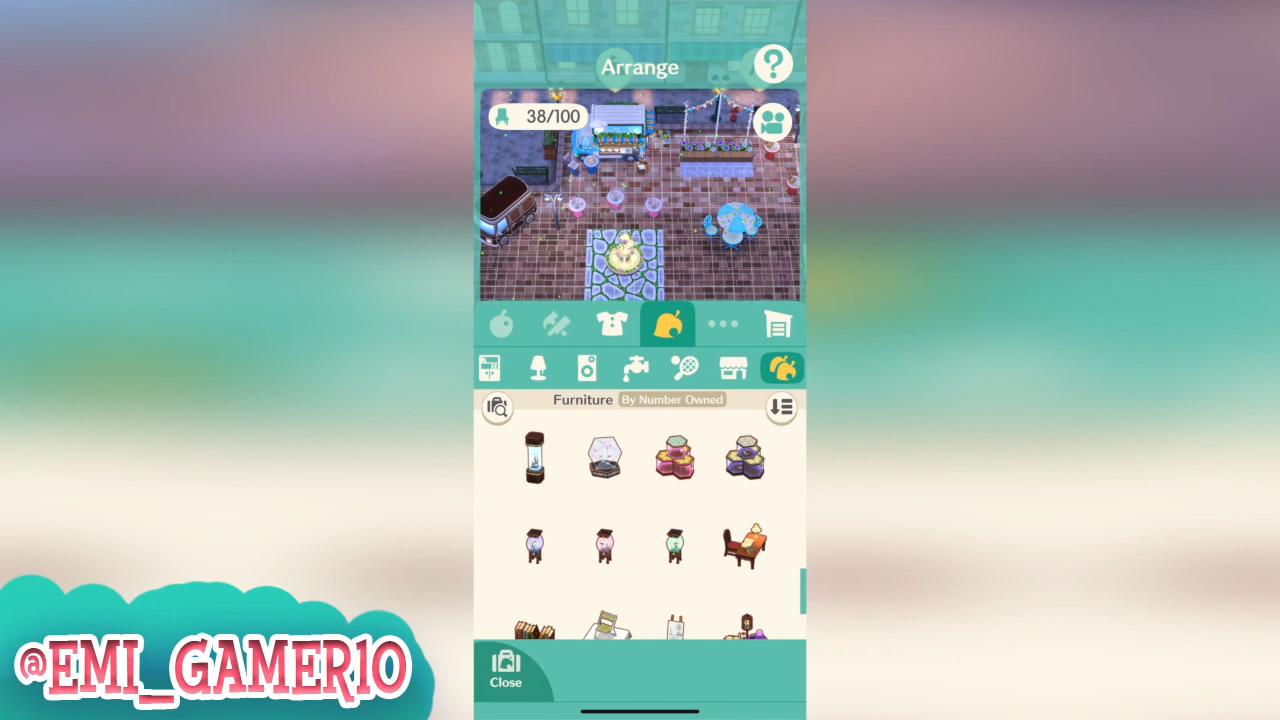 Arrange
?
38/100
Furniture By Number Owned
Close
@EMI_GAMER10